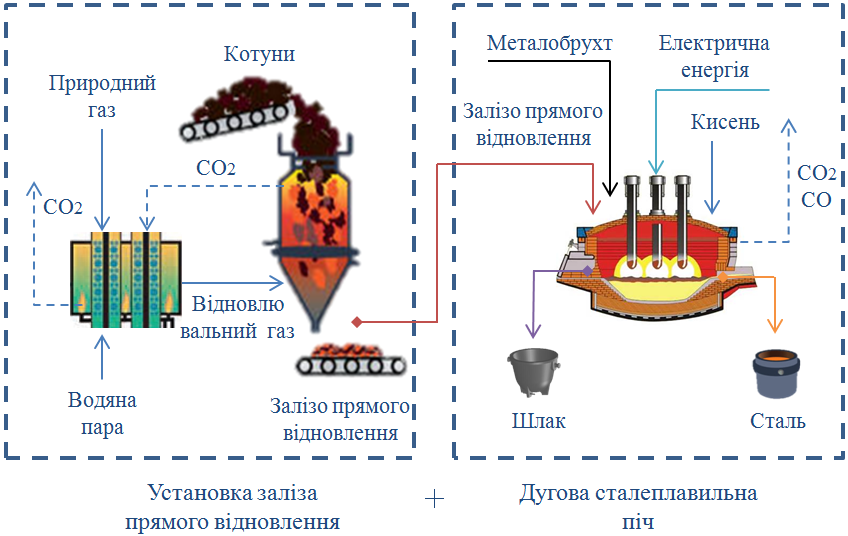 Котуни
Природний
газ
CO2
CO2
Відновлю
вальний газ
Водяна
пара
Залізо прямого
відновлення
Металобрухт
Електрична
енергія
Залізо прямого
відновлення
Кисень
CO2
CO
Шлак
Сталь
Установка заліза
прямого відновлення
+
Дугова сталеплавильна
піч